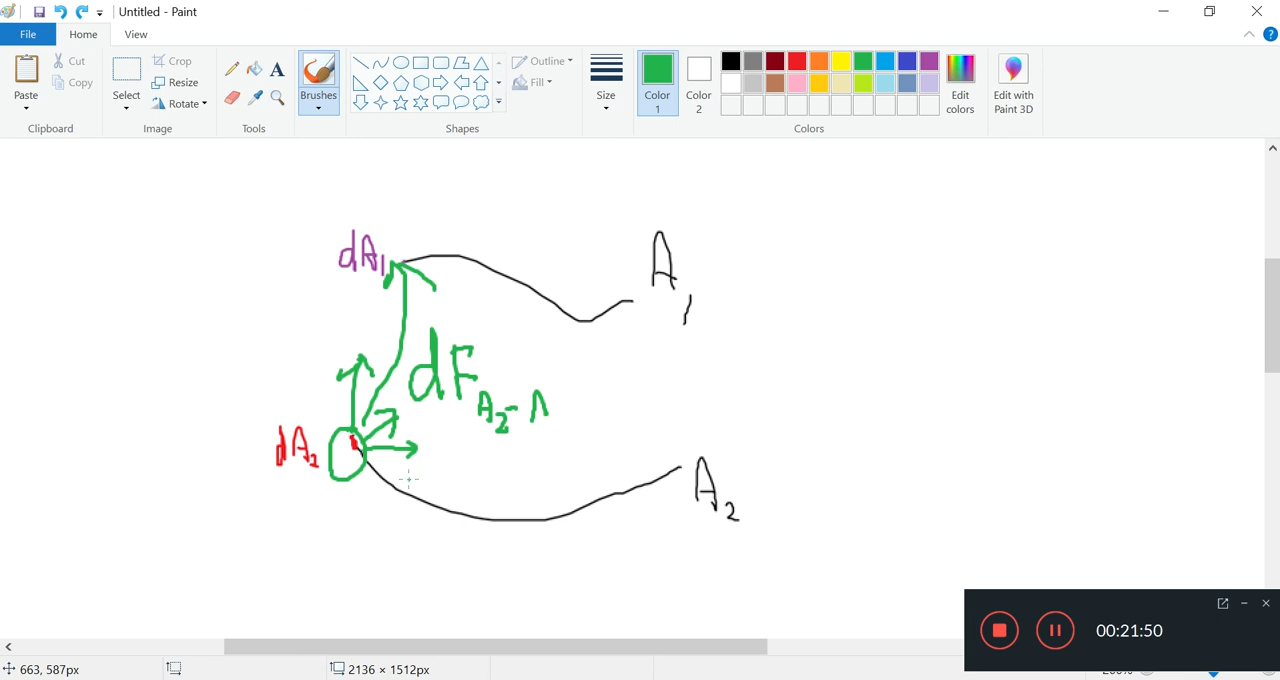 Untitled - Paint
File Home View
Paste
Cut
Copy
Clipboard
Select
Crop
Resize
Rotate
Image
A
Tools
Brushes
Outline
Fill
Shapes
Size
Color 1
Color 2
Colors
Edit colors
Edit with Paint 3D
dA1
A1
dF A2-A
dA2
A2
00:21:50
663, 587px
2136 × 1512px
200%